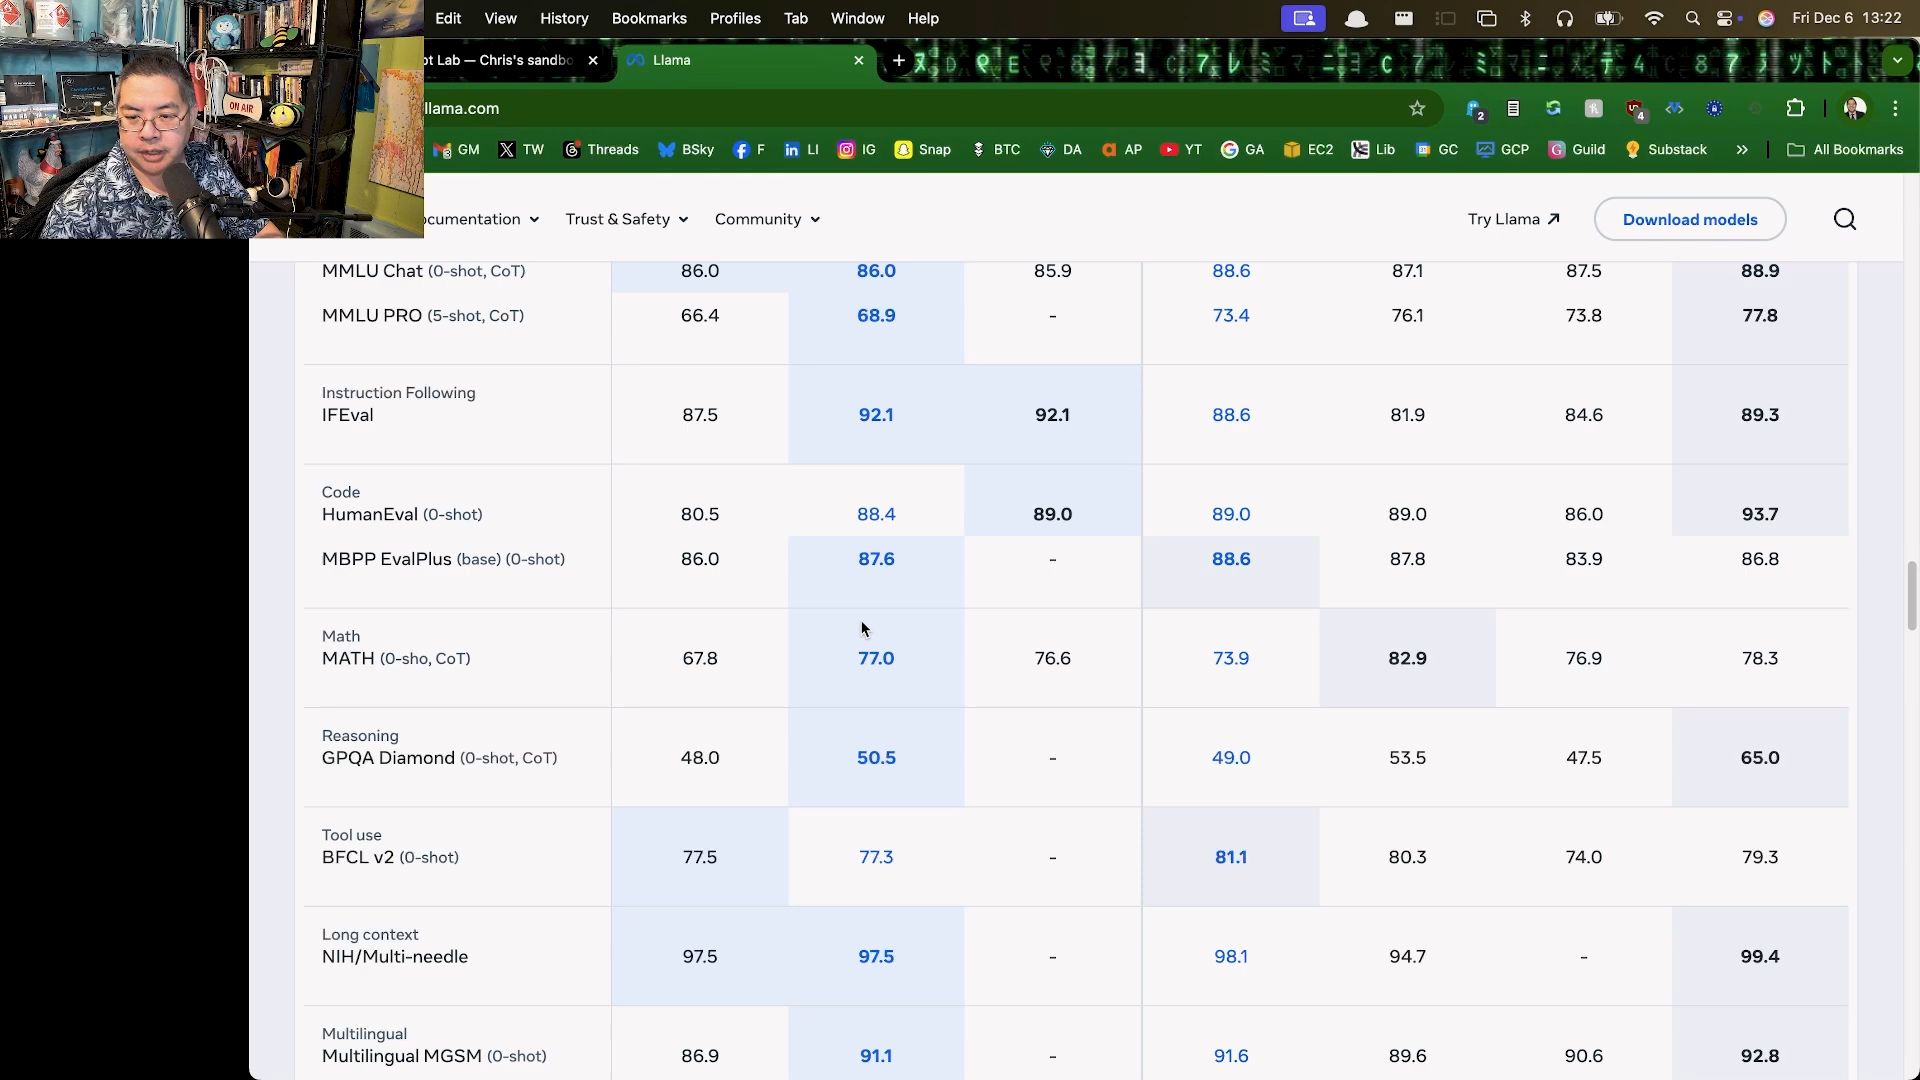 Edit View History Bookmarks Profiles Tab Window Help Fri Dec 6 13:22
ot Lab — Chris's sandbo Llama
llama.com 2 4
GM TW Threads BSky F LI IG Snap BTC DA AP YT GA EC2 Lib GC GCP Guild Substack All Bookmarks
ON AIR
ocumentation Trust & Safety Community Try Llama Download models
MMLU Chat (0-shot, CoT) 86.0 86.0 85.9 88.6 87.1 87.5 88.9
MMLU PRO (5-shot, CoT) 66.4 68.9 - 73.4 76.1 73.8 77.8
Instruction Following
IFEval 87.5 92.1 92.1 88.6 81.9 84.6 89.3
Code
HumanEval (0-shot) 80.5 88.4 89.0 89.0 89.0 86.0 93.7
MBPP EvalPlus (base) (0-shot) 86.0 87.6 - 88.6 87.8 83.9 86.8
Math
MATH (0-sho, CoT) 67.8 77.0 76.6 73.9 82.9 76.9 78.3
Reasoning
GPQA Diamond (0-shot, CoT) 48.0 50.5 - 49.0 53.5 47.5 65.0
Tool use
BFCL v2 (0-shot) 77.5 77.3 - 81.1 80.3 74.0 79.3
Long context
NIH/Multi-needle 97.5 97.5 - 98.1 94.7 - 99.4
Multilingual
Multilingual MGSM (0-shot) 86.9 91.1 - 91.6 89.6 90.6 92.8